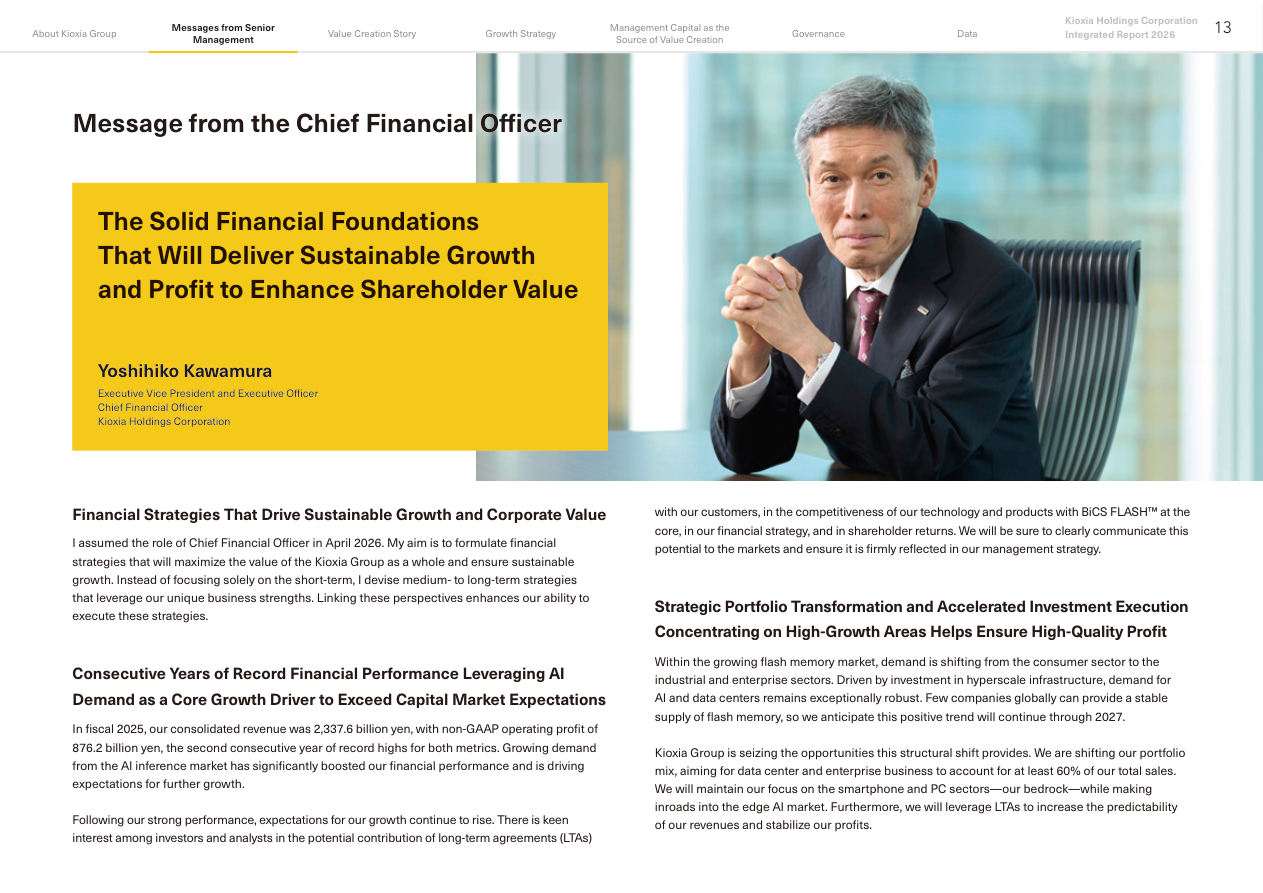 About Kioxia Group
Messages from Senior
Management
Value Creation Story
Growth Strategy
Management Capital as the
Source of Value Creation
Governance
Data
Kioxia Holdings Corporation
Integrated Report 2026
13
Message from the Chief Financial Officer
The Solid Financial Foundations
That Will Deliver Sustainable Growth
and Profit to Enhance Shareholder Value
Yoshihiko Kawamura
Executive Vice President and Executive Officer
Chief Financial Officer
Kioxia Holdings Corporation
Financial Strategies That Drive Sustainable Growth and Corporate Value
I assumed the role of Chief Financial Officer in April 2026. My aim is to formulate financial
strategies that will maximize the value of the Kioxia Group as a whole and ensure sustainable
growth. Instead of focusing solely on the short-term, I devise medium- to long-term strategies
that leverage our unique business strengths. Linking these perspectives enhances our ability to
execute these strategies.
Consecutive Years of Record Financial Performance Leveraging AI
Demand as a Core Growth Driver to Exceed Capital Market Expectations
In fiscal 2025, our consolidated revenue was 2,337.6 billion yen, with non-GAAP operating profit of
876.2 billion yen, the second consecutive year of record highs for both metrics. Growing demand
from the AI inference market has significantly boosted our financial performance and is driving
expectations for further growth.
Following our strong performance, expectations for our growth continue to rise. There is keen
interest among investors and analysts in the potential contribution of long-term agreements (LTAs)
with our customers, in the competitiveness of our technology and products with BiCS FLASH™ at the
core, in our financial strategy, and in shareholder returns. We will be sure to clearly communicate this
potential to the markets and ensure it is firmly reflected in our management strategy.
Strategic Portfolio Transformation and Accelerated Investment Execution
Concentrating on High-Growth Areas Helps Ensure High-Quality Profit
Within the growing flash memory market, demand is shifting from the consumer sector to the
industrial and enterprise sectors. Driven by investment in hyperscale infrastructure, demand for
AI and data centers remains exceptionally robust. Few companies globally can provide a stable
supply of flash memory, so we anticipate this positive trend will continue through 2027.
Kioxia Group is seizing the opportunities this structural shift provides. We are shifting our portfolio
mix, aiming for data center and enterprise business to account for at least 60% of our total sales.
We will maintain our focus on the smartphone and PC sectors—our bedrock—while making
inroads into the edge AI market. Furthermore, we will leverage LTAs to increase the predictability
of our revenues and stabilize our profits.